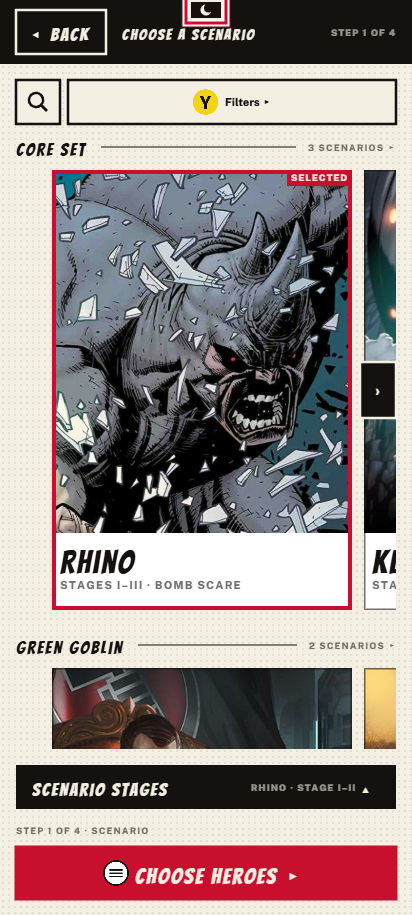 ◂ BACK
CHOOSE A SCENARIO
STEP 1 OF 4
Y Filters ▸
CORE SET
3 SCENARIOS ▸
SELECTED
RHINO
STAGES I–III · BOMB SCARE
STA
GREEN GOBLIN
2 SCENARIOS ▸
SCENARIO STAGES
RHINO · STAGE I–II ▲
STEP 1 OF 4 · SCENARIO
CHOOSE HEROES ▸